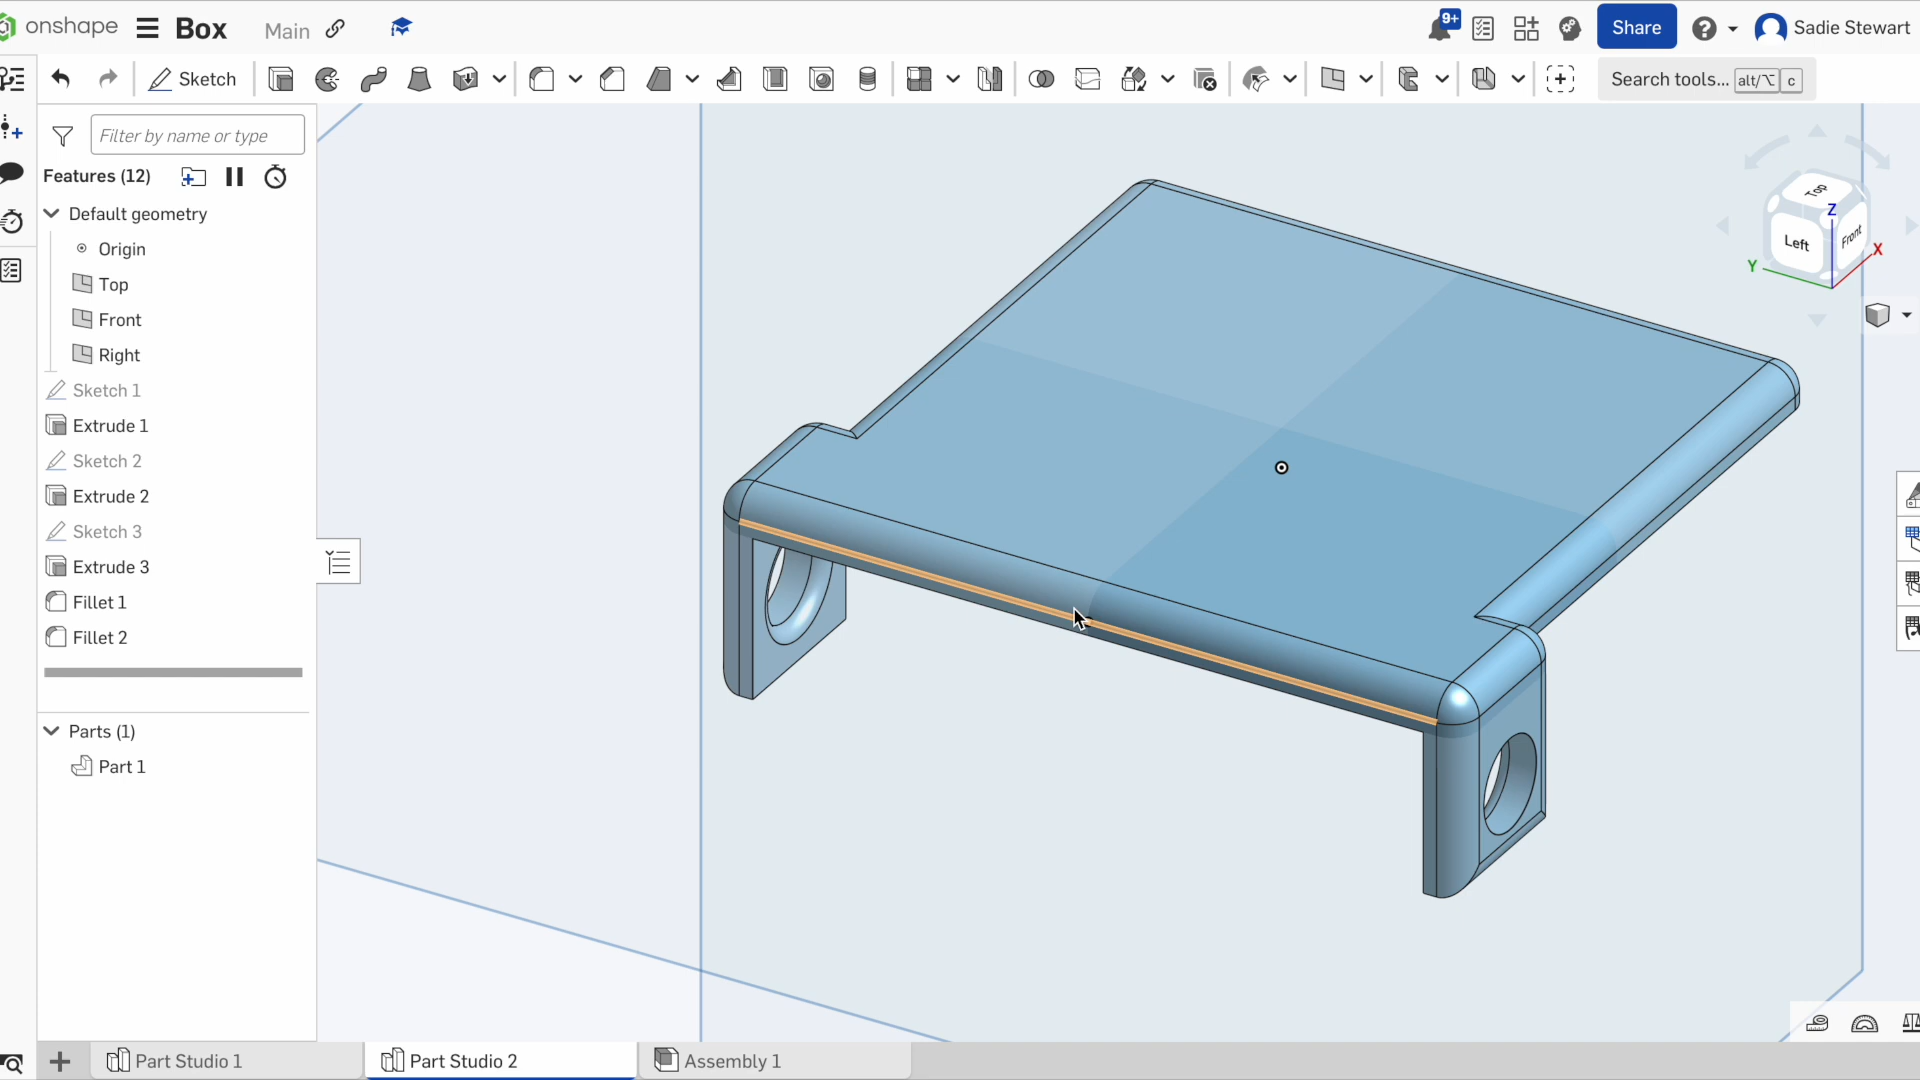 onshape Box Main 9+ Share Sadie Stewart
Sketch Search tools... alt/⌥ c
Filter by name or type
Features (12)
Default geometry
Origin
Top
Front
Right
Sketch 1
Extrude 1
Sketch 2
Extrude 2
Sketch 3
Extrude 3
Fillet 1
Fillet 2
Parts (1)
Part 1
Top
Z
Left
Front
X
Y
Part Studio 1
Part Studio 2
Assembly 1